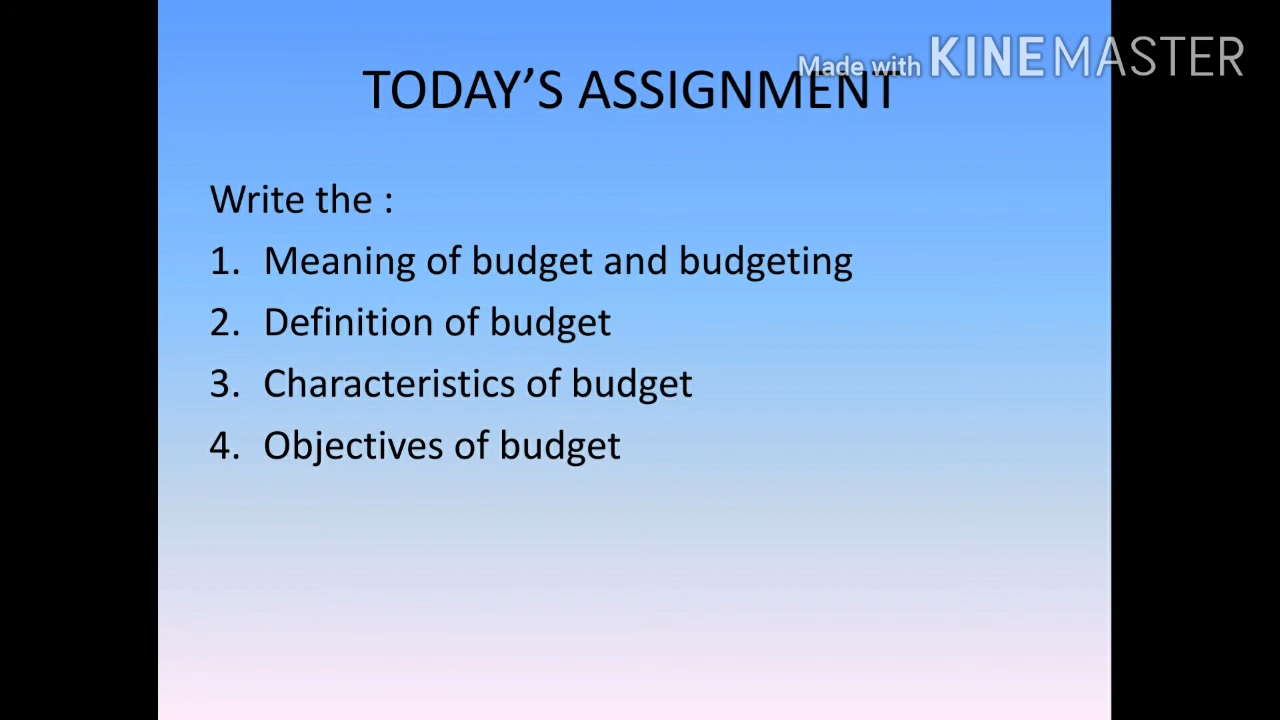 Made with KINEMASTER
TODAY’S ASSIGNMENT
Write the :
1. Meaning of budget and budgeting
2. Definition of budget
3. Characteristics of budget
4. Objectives of budget